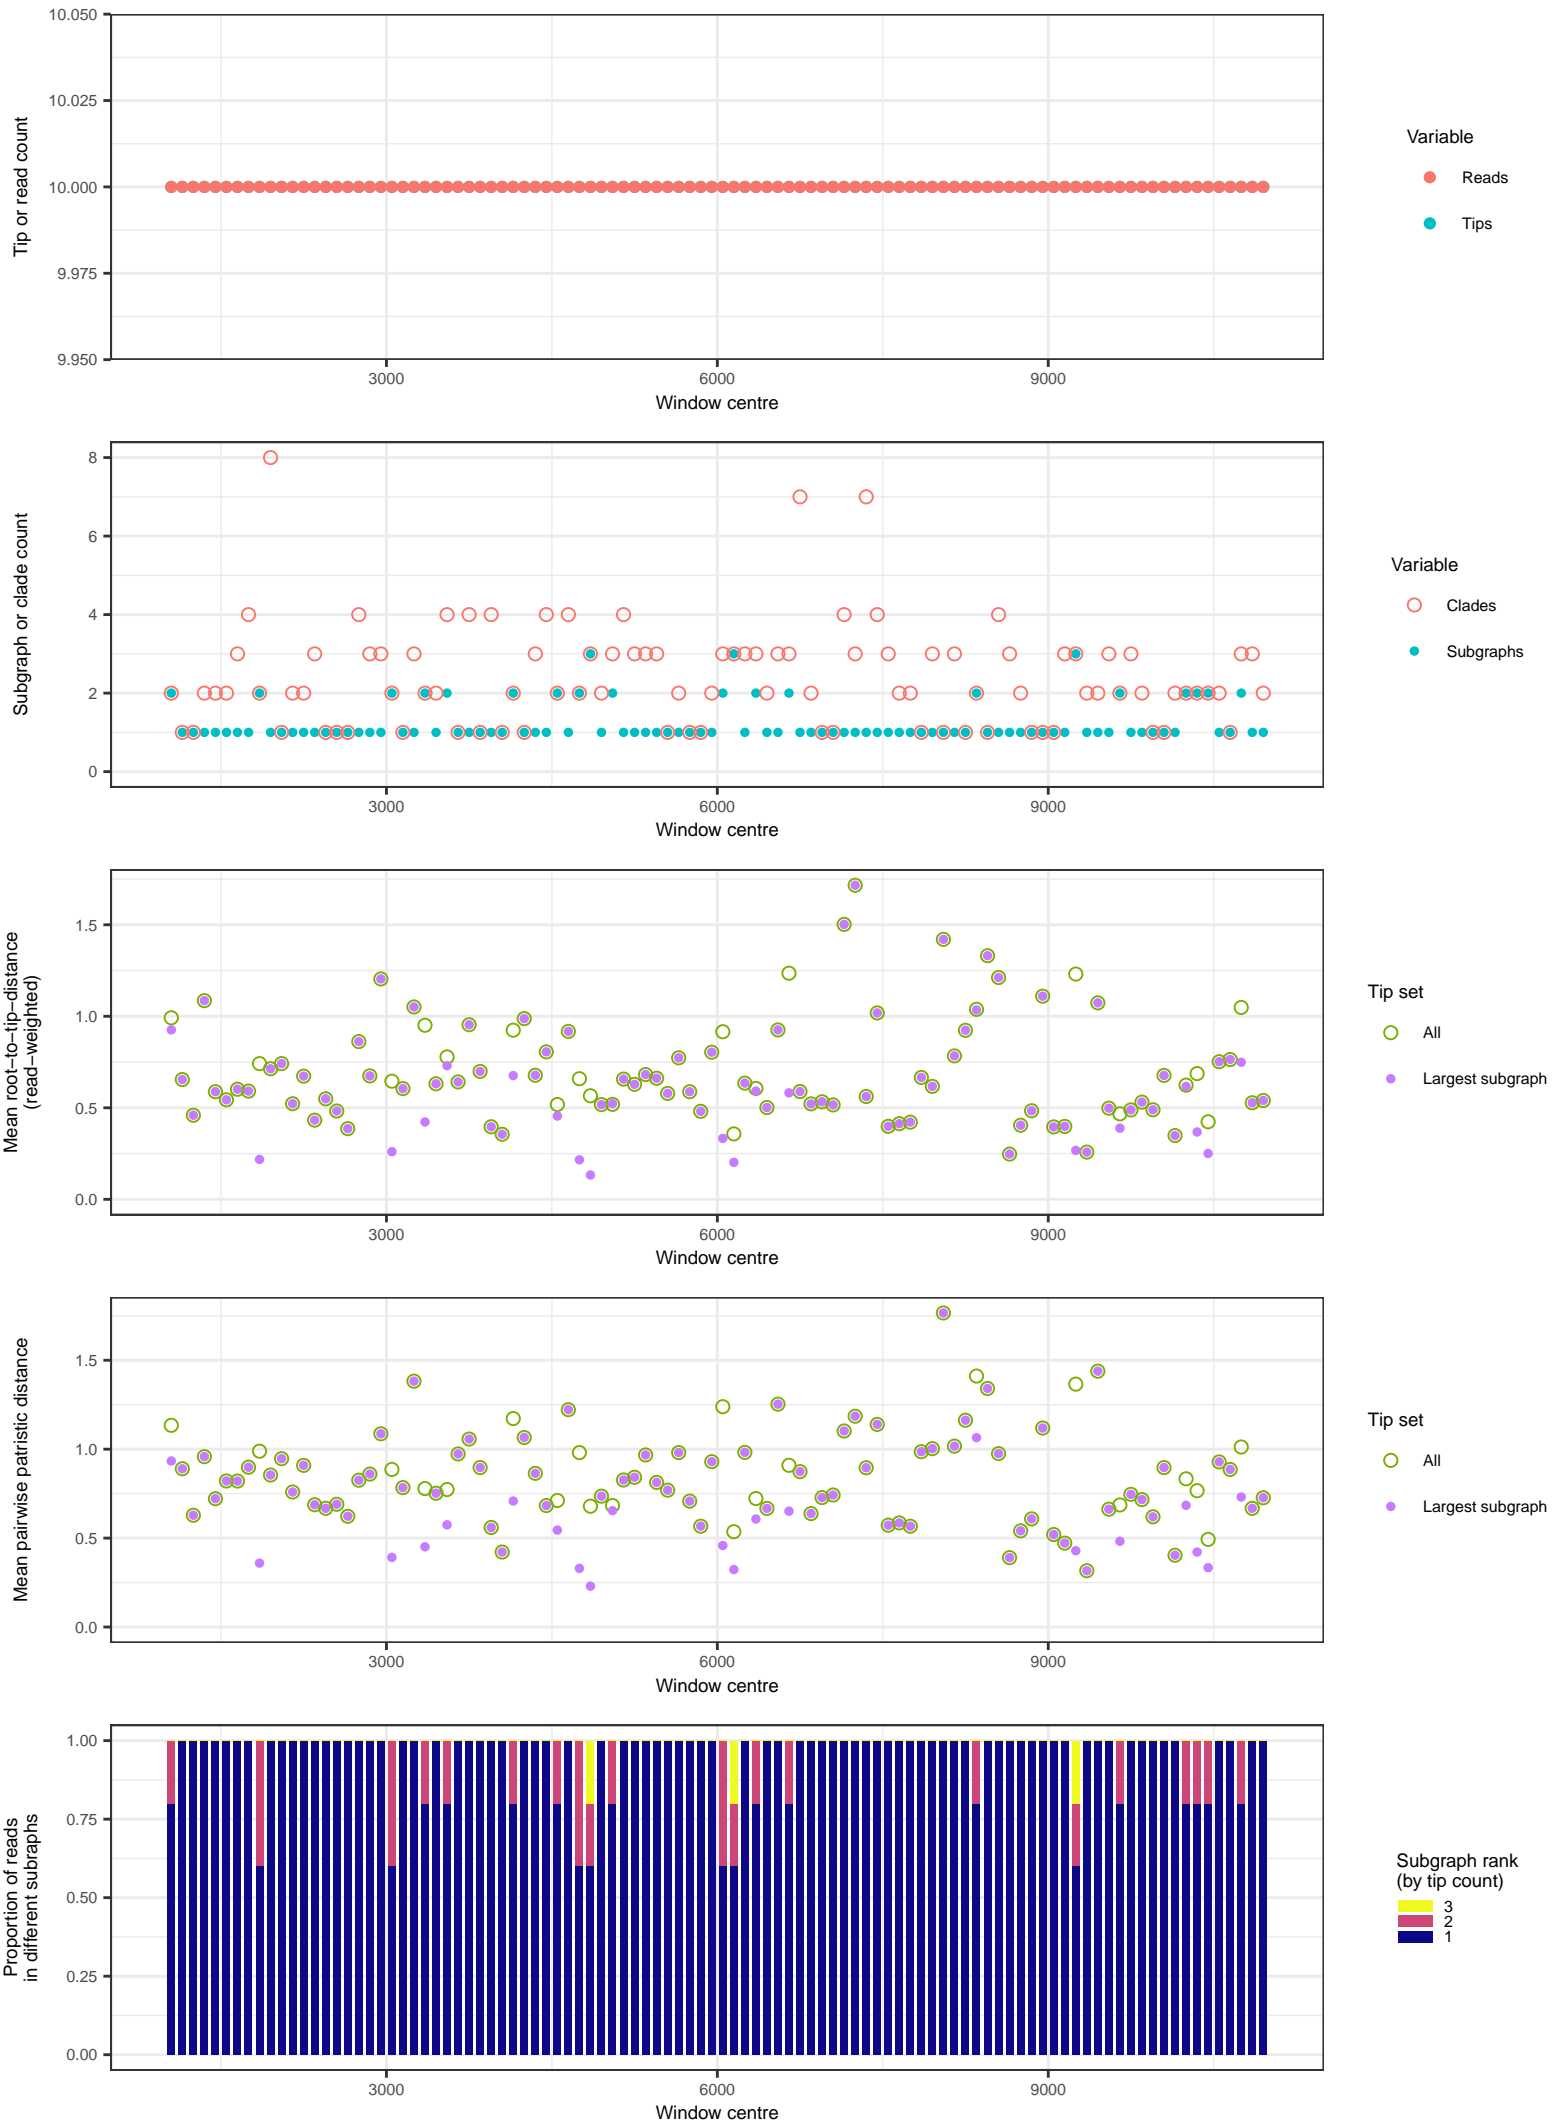 10.050
10.025
10.000
9.975
9.950
Tip or read count
3000 6000 9000
Window centre
Variable
Reads
Tips
8
6
4
2
0
Subgraph or clade count
3000 6000 9000
Window centre
Variable
Clades
Subgraphs
1.5
1.0
0.5
0.0
Mean root−to−tip−distance
(read−weighted)
3000 6000 9000
Window centre
Tip set
All
Largest subgraph
1.5
1.0
0.5
0.0
Mean pairwise patristic distance
3000 6000 9000
Window centre
Tip set
All
Largest subgraph
1.00
0.75
0.50
0.25
0.00
Proportion of reads
in different subraphs
3000 6000 9000
Window centre
Subgraph rank
(by tip count)
3
2
1